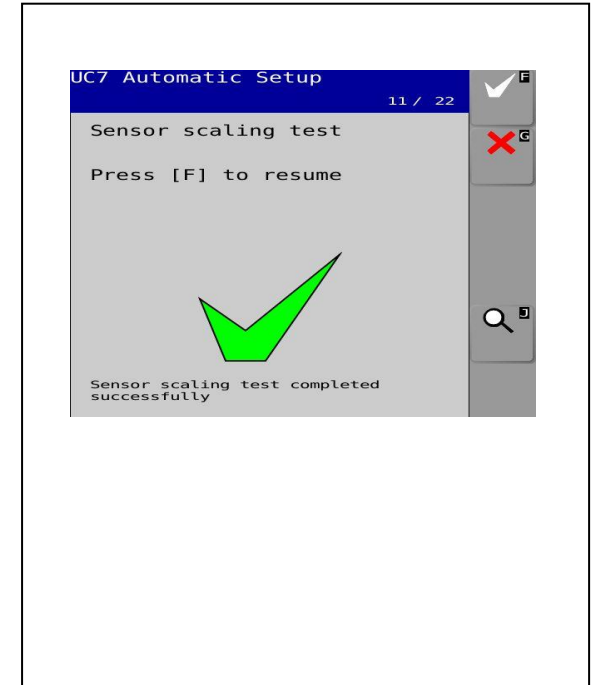 UC7 Automatic Setup
11/ 22
F
Sensor scaling test
G
Press [F] to resume
J
Sensor scaling test completed
successfully